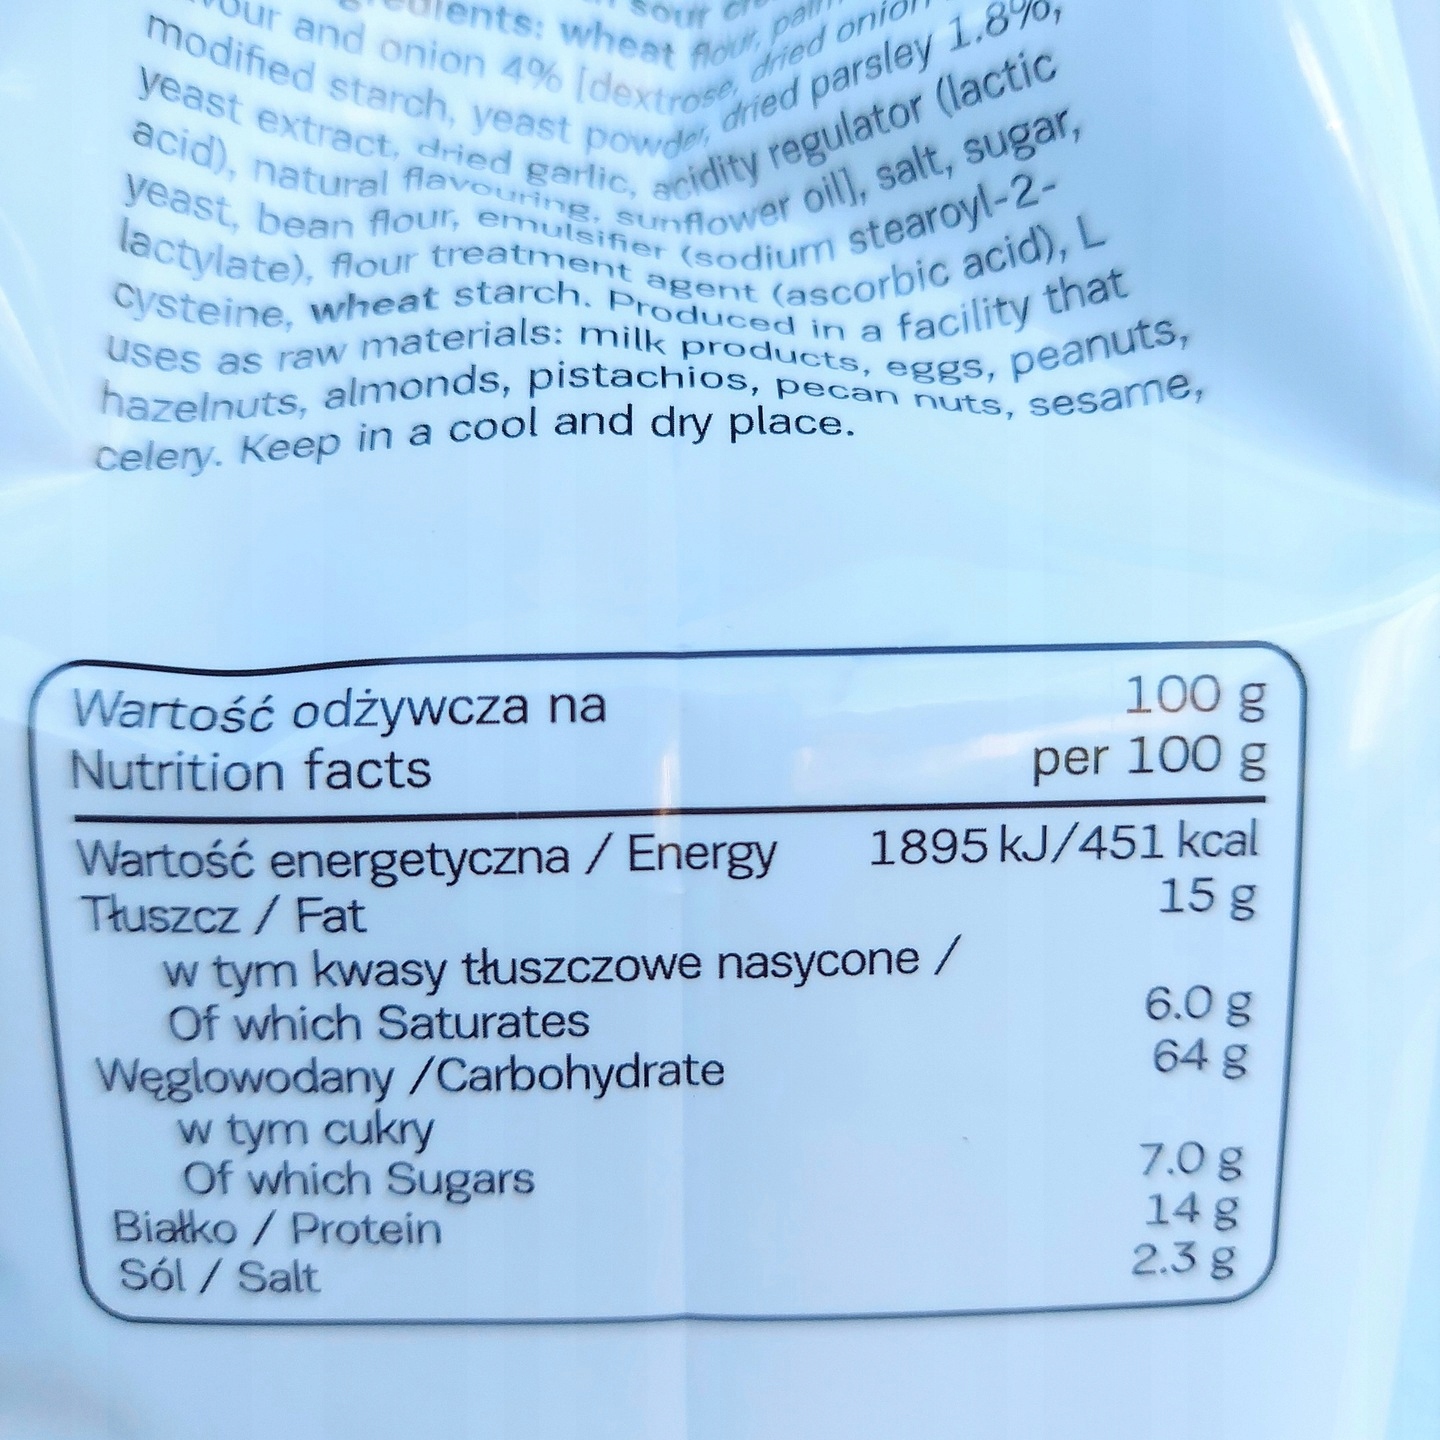 sour
ingredients: wheat flour, palm
and onion 4% [dextrose, dried onion
modified starch, yeast powder, dried parsley 1.8%,
yeast extract, dried garlic, acidity regulator (lactic
acid), natural flavouring, sunflower oil], salt, sugar,
yeast, bean flour, emulsifier (sodium stearoyl-2-
lactylate), flour treatment agent (ascorbic acid), L
cysteine, wheat starch. Produced in a facility that
uses as raw materials: milk products, eggs, peanuts,
hazelnuts, almonds, pistachios, pecan nuts, sesame,
celery. Keep in a cool and dry place.
Wartość odżywcza na 100 g
Nutrition facts per 100 g
Wartość energetyczna / Energy 1895 kJ/451 kcal
Tłuszcz / Fat 15 g
w tym kwasy tłuszczowe nasycone /
Of which Saturates 6.0 g
Węglowodany /Carbohydrate 64 g
w tym cukry
Of which Sugars 7.0 g
Białko / Protein 14 g
Sól / Salt 2.3 g